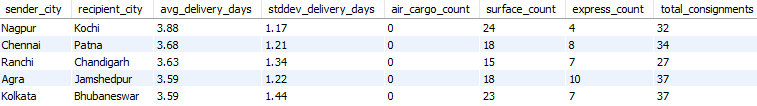 sender_city recipient_city avg_delivery_days stddev_delivery_days air_cargo_count surface_count express_count total_consignments
Nagpur Kochi 3.88 1.17 0 24 4 32
Chennai Patna 3.68 1.21 0 18 8 34
Ranchi Chandigarh 3.63 1.34 0 15 7 27
Agra Jamshedpur 3.59 1.22 0 18 10 37
Kolkata Bhubaneswar 3.59 1.44 0 23 7 37